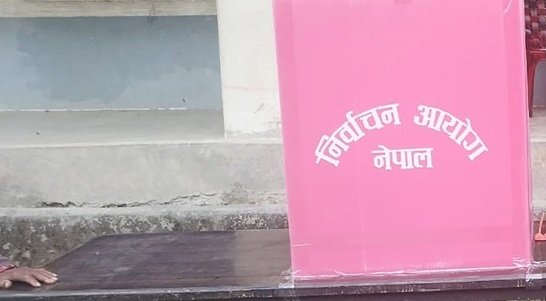 निर्वाचन आयोग
नेपाल